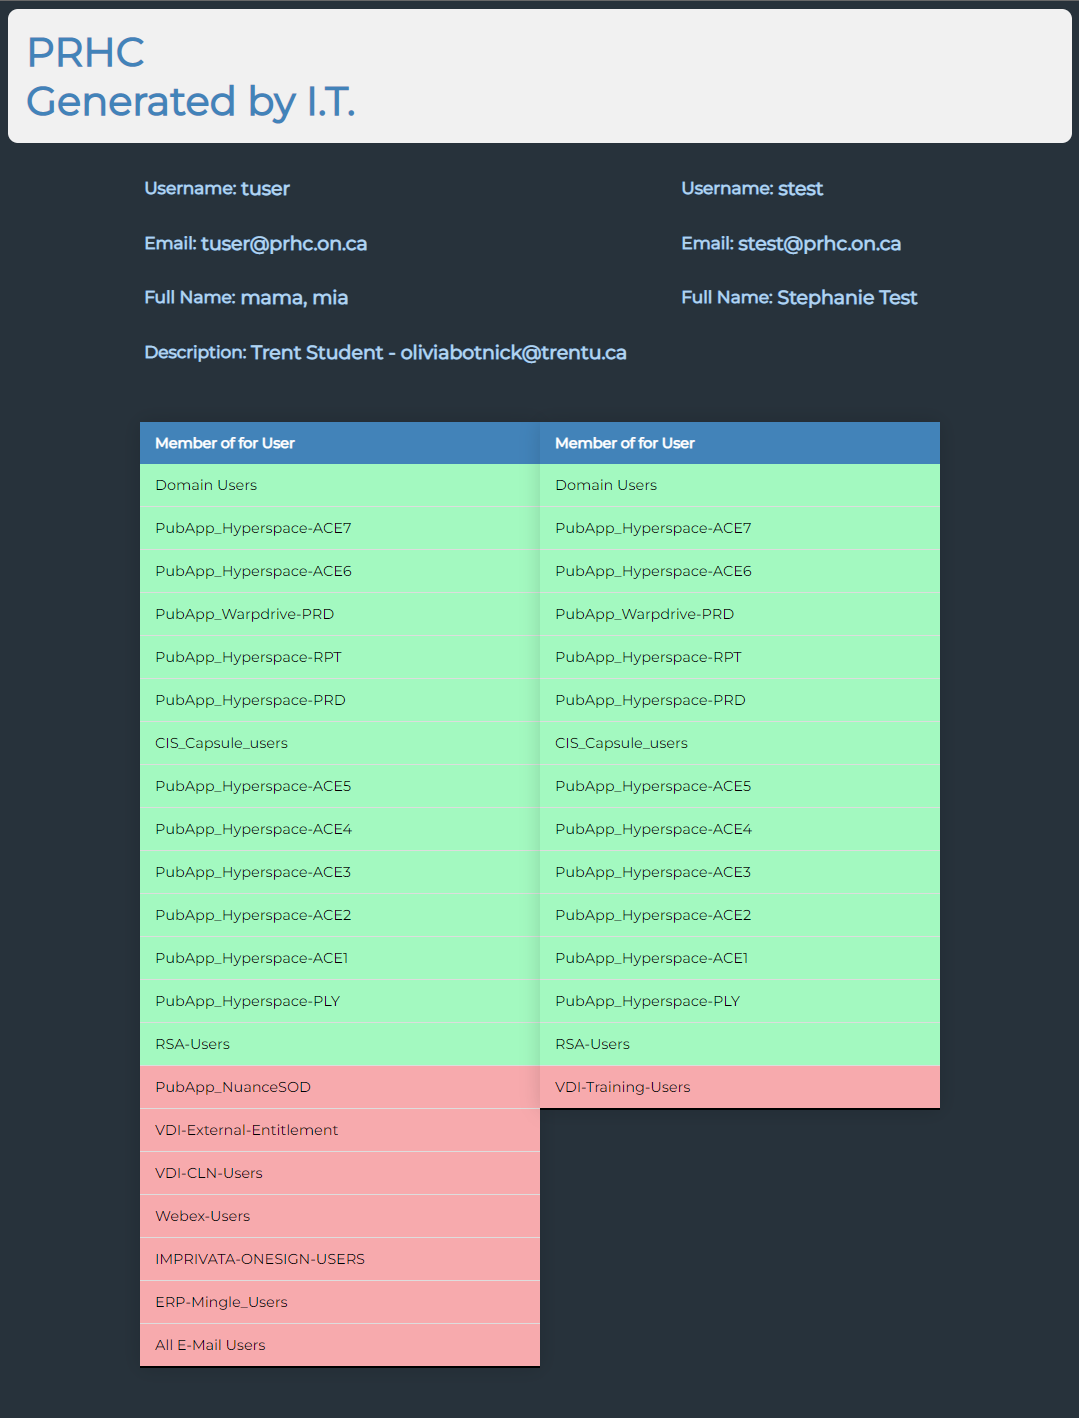 PRHC
Generated by I.T.
Username: tuser
Email: tuser@prhc.on.ca
Full Name: mama, mia
Description: Trent Student - oliviabotnick@trentu.ca
Username: stest
Email: stest@prhc.on.ca
Full Name: Stephanie Test
Member of for User
Domain Users
PubApp_Hyperspace-ACE7
PubApp_Hyperspace-ACE6
PubApp_Warpdrive-PRD
PubApp_Hyperspace-RPT
PubApp_Hyperspace-PRD
CIS_Capsule_users
PubApp_Hyperspace-ACE5
PubApp_Hyperspace-ACE4
PubApp_Hyperspace-ACE3
PubApp_Hyperspace-ACE2
PubApp_Hyperspace-ACE1
PubApp_Hyperspace-PLY
RSA-Users
PubApp_NuanceSOD
VDI-External-Entitlement
VDI-CLN-Users
Webex-Users
IMPRIVATA-ONESIGN-USERS
ERP-Mingle_Users
All E-Mail Users
Member of for User
Domain Users
PubApp_Hyperspace-ACE7
PubApp_Hyperspace-ACE6
PubApp_Warpdrive-PRD
PubApp_Hyperspace-RPT
PubApp_Hyperspace-PRD
CIS_Capsule_users
PubApp_Hyperspace-ACE5
PubApp_Hyperspace-ACE4
PubApp_Hyperspace-ACE3
PubApp_Hyperspace-ACE2
PubApp_Hyperspace-ACE1
PubApp_Hyperspace-PLY
RSA-Users
VDI-Training-Users